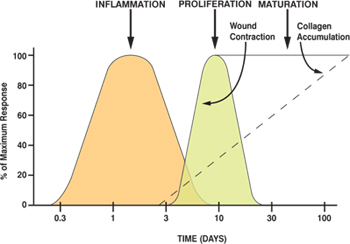 INFLAMMATION PROLIFERATION MATURATION
Wound
Contraction
Collagen
Accumulation
% of Maximum Response
100
80
60
40
20
0
0.3 1 3 10 30 100
TIME (DAYS)